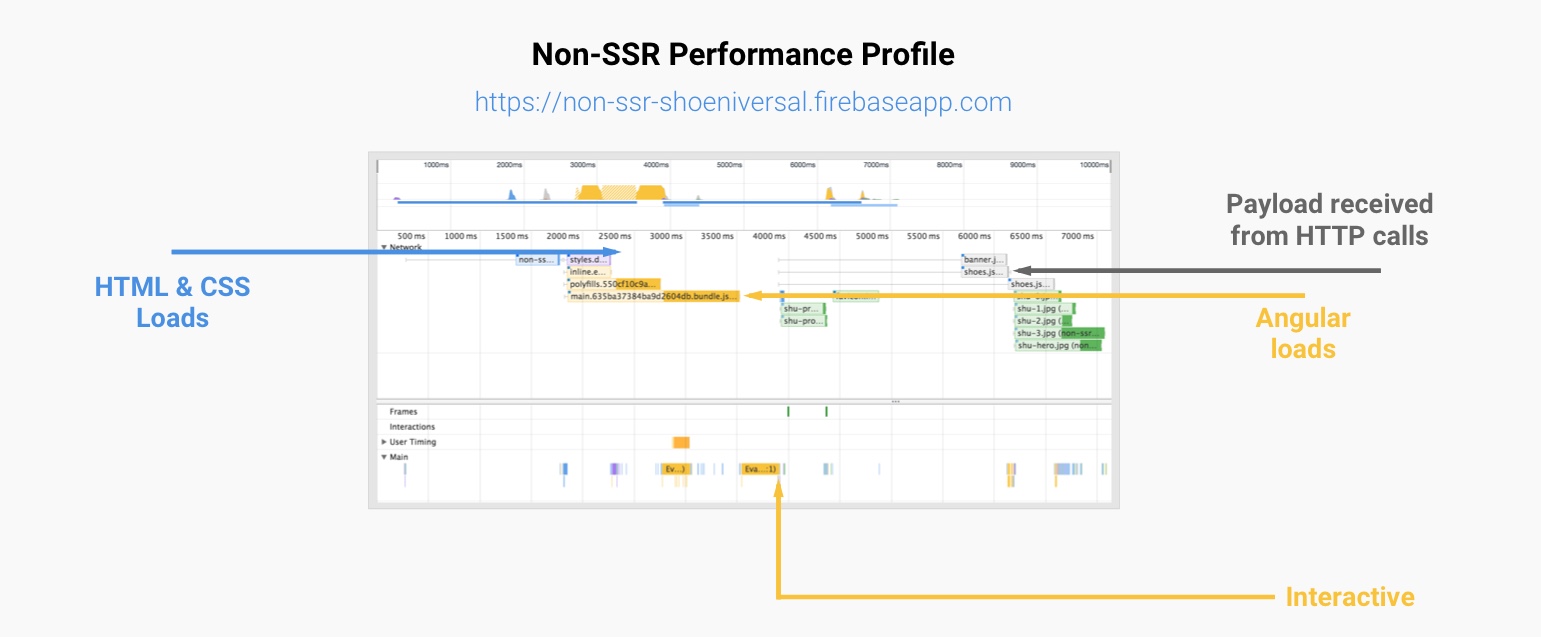 Non-SSR Performance Profile
https://non-ssr-shoeniversal.firebaseapp.com
1000ms 2000ms 3000ms 4000ms 5000ms 6000ms 7000ms 8000ms 9000ms 10000ms
500 ms 1000 ms 1500 ms 2000 ms 2500 ms 3000 ms 3500 ms 4000 ms 4500 ms 5000 ms 5500 ms 6000 ms 6500 ms 7000 ms
Network
non-ss... styles.d... banner.j...
inline.e... shoes.js...
polyfills.550cf10c9a... shoes.js...
main.635ba37384ba9d2604db.bundle.js...
shu-pr... shu-1.jpg (...
shu-pro... shu-2.jpg (...
shu-3.jpg (non-ssr...
shu-hero.jpg (non...
Frames
Interactions
User Timing
Main
Ev...) Eva...:1)
HTML & CSS
Loads
Payload received
from HTTP calls
Angular
loads
Interactive